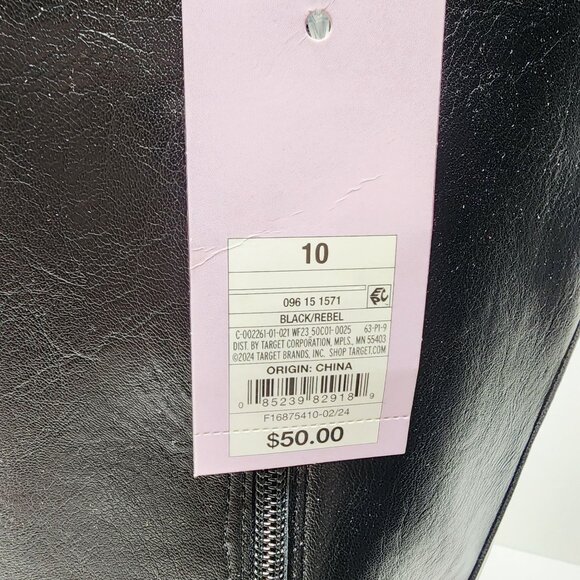 10
096 15 1571
BLACK/REBEL
C-002261-01-021 WF23 50C01-0025 63-P1-9
DIST. BY TARGET CORPORATION, MPLS., MN 55403
©2024 TARGET BRANDS, INC. SHOP TARGET.COM
ORIGIN: CHINA
0 85239 82918 9
F16875410-02/24
$50.00